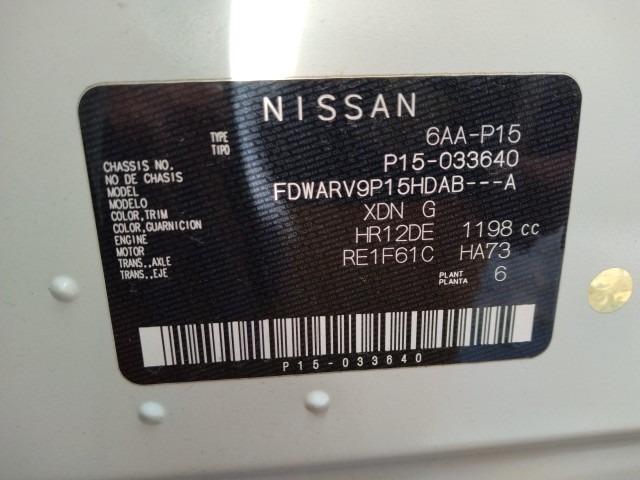 NISSAN
TYPE 6AA-P15
TIPO
CHASSIS NO. P15-033640
NO DE CHASSIS
MODEL FDWARV9P15HDAB---A
MODELO
COLOR,TRIM XDN G
COLOR,GUARNICION
ENGINE HR12DE 1198 cc
MOTOR
TRANS.,AXLE RE1F61C HA73
TRANS.,EJE
PLANT 6
PLANTA
P15-033640